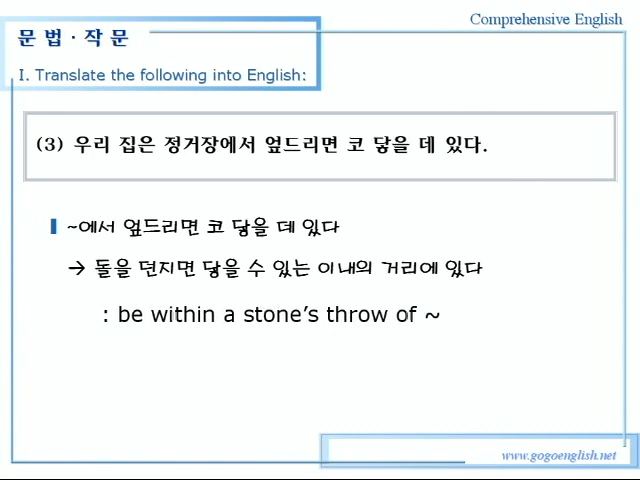 Comprehensive English
문 법 · 작 문
I. Translate the following into English:
(3) 우리 집은 정거장에서 엎드리면 코 닿을 데 있다.
~에서 엎드리면 코 닿을 데 있다
→ 돌을 던지면 닿을 수 있는 이내의 거리에 있다
: be within a stone’s throw of ~
www.gogoenglish.net